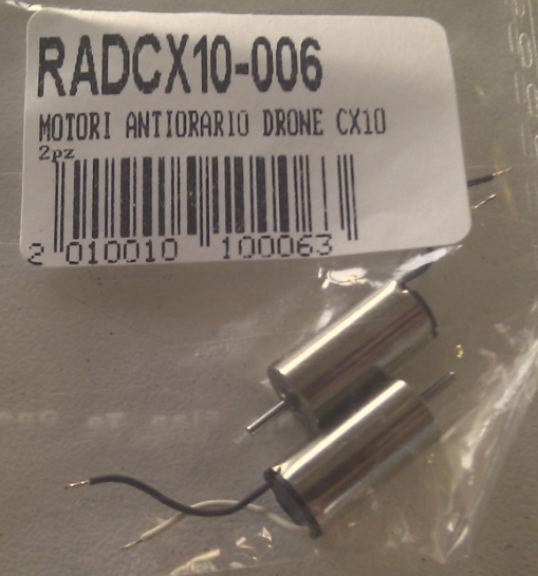 RADCX10-006
MOTORI ANTIORARIO DRONE CX10
2pz
2 010010 100063